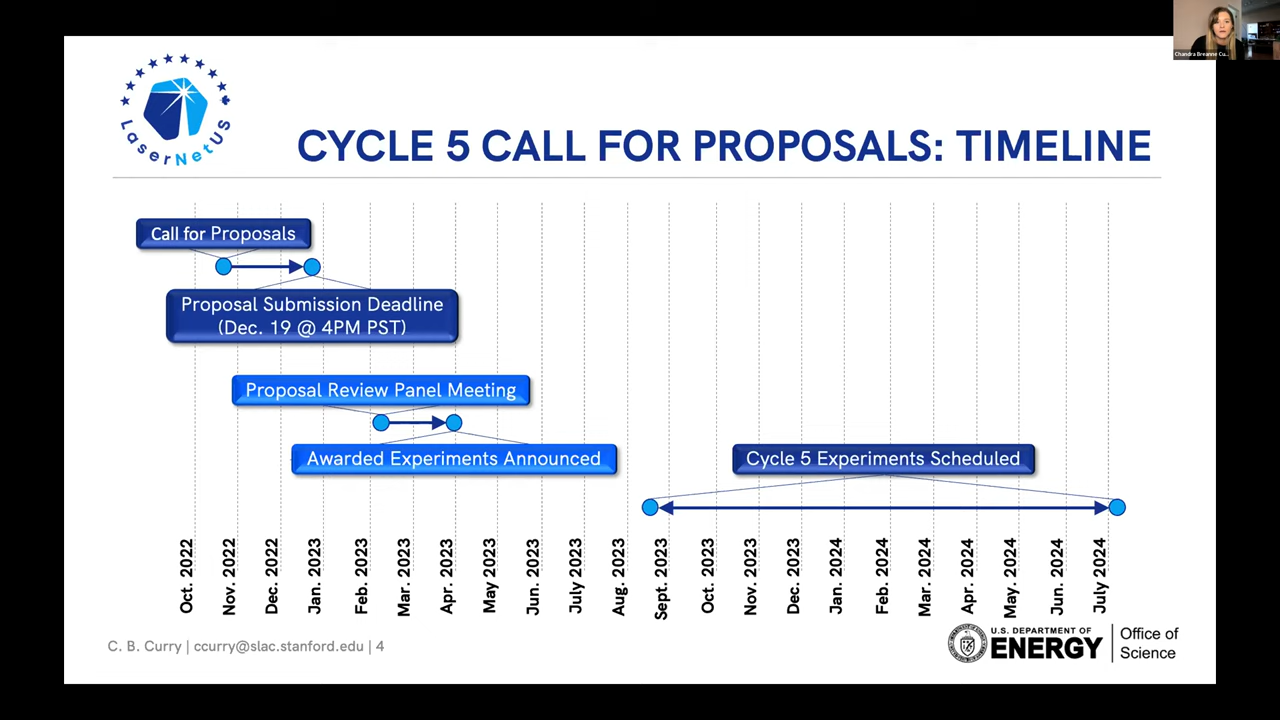 Chandra Breanne Cu...
LaserNetUS
CYCLE 5 CALL FOR PROPOSALS: TIMELINE
Call for Proposals
Proposal Submission Deadline
(Dec. 19 @ 4PM PST)
Proposal Review Panel Meeting
Awarded Experiments Announced
Cycle 5 Experiments Scheduled
Oct. 2022
Nov. 2022
Dec. 2022
Jan. 2023
Feb. 2023
Mar. 2023
Apr. 2023
May 2023
Jun. 2023
July 2023
Aug. 2023
Sept. 2023
Oct. 2023
Nov. 2023
Dec. 2023
Jan. 2024
Feb. 2024
Mar. 2024
Apr. 2024
May. 2024
Jun. 2024
July 2024
C. B. Curry | ccurry@slac.stanford.edu | 4
U.S. DEPARTMENT OF
ENERGY
Office of
Science